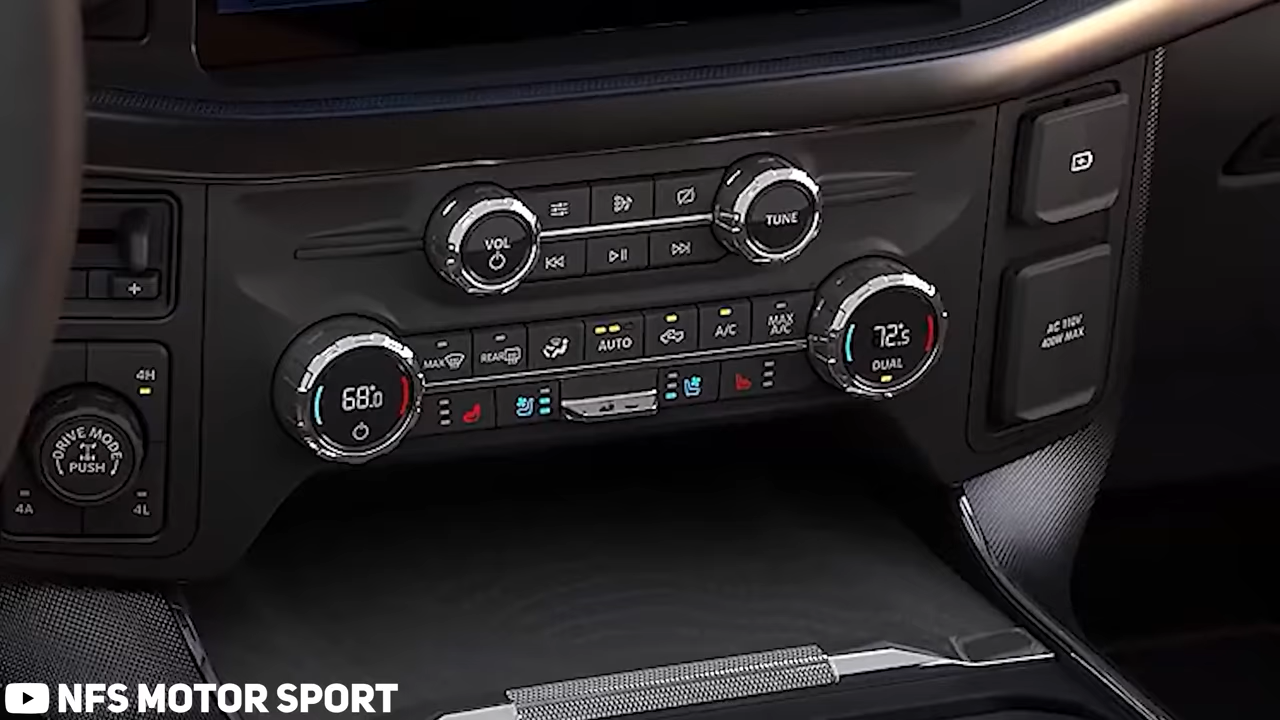 VOL
TUNE
MAX
REAR
AUTO
A/C
MAX
A/C
68.0
72.5
DUAL
4H
DRIVE MODE
PUSH
4A
4L
AC 110V
400W MAX
NFS MOTOR SPORT